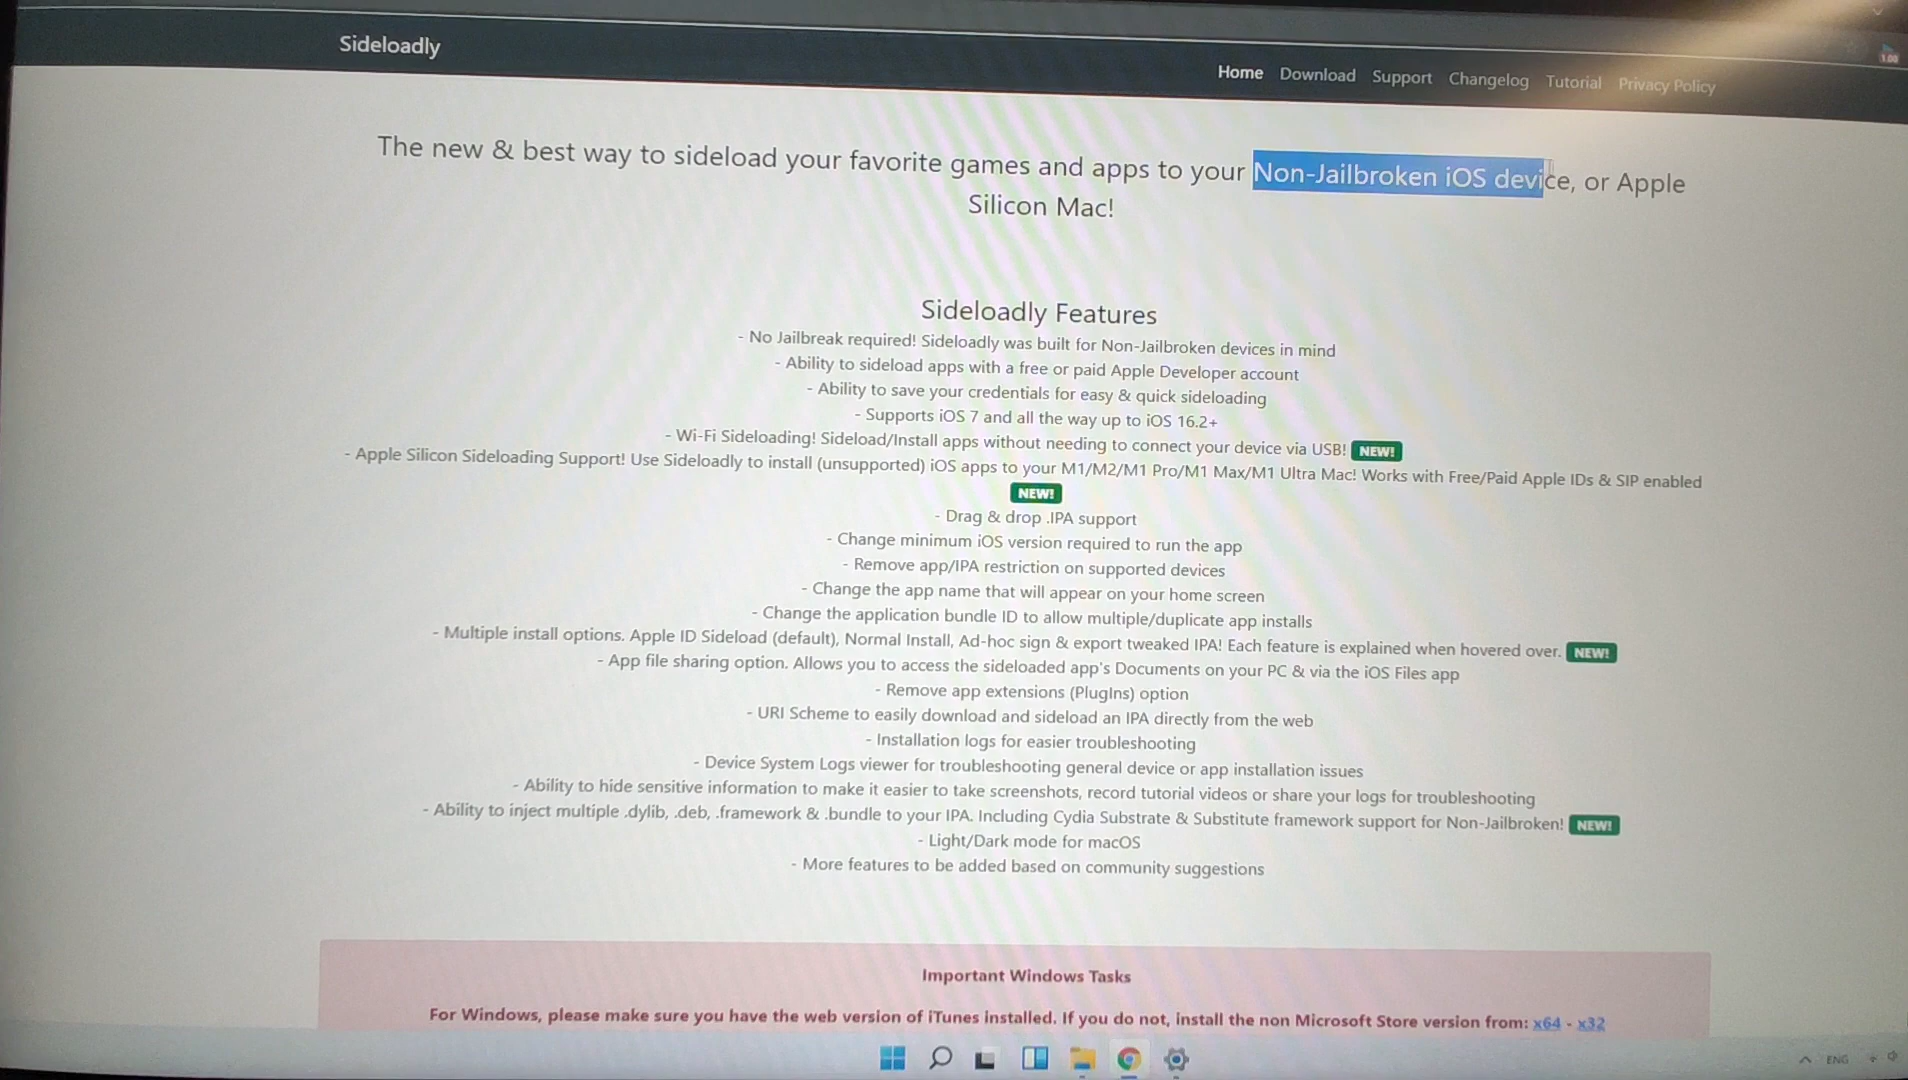 Sideloadly
Home Download Support Changelog Tutorial Privacy Policy
1.00
The new & best way to sideload your favorite games and apps to your Non-Jailbroken iOS device, or Apple
Silicon Mac!
Sideloadly Features
- No Jailbreak required! Sideloadly was built for Non-Jailbroken devices in mind
- Ability to sideload apps with a free or paid Apple Developer account
- Ability to save your credentials for easy & quick sideloading
- Supports iOS 7 and all the way up to iOS 16.2+
- Wi-Fi Sideloading! Sideload/Install apps without needing to connect your device via USB! NEW!
- Apple Silicon Sideloading Support! Use Sideloadly to install (unsupported) iOS apps to your M1/M2/M1 Pro/M1 Max/M1 Ultra Mac! Works with Free/Paid Apple IDs & SIP enabled
NEW!
- Drag & drop .IPA support
- Change minimum iOS version required to run the app
- Remove app/IPA restriction on supported devices
- Change the app name that will appear on your home screen
- Change the application bundle ID to allow multiple/duplicate app installs
- Multiple install options. Apple ID Sideload (default), Normal Install, Ad-hoc sign & export tweaked IPA! Each feature is explained when hovered over. NEW!
- App file sharing option. Allows you to access the sideloaded app's Documents on your PC & via the iOS Files app
- Remove app extensions (PlugIns) option
- URI Scheme to easily download and sideload an IPA directly from the web
- Installation logs for easier troubleshooting
- Device System Logs viewer for troubleshooting general device or app installation issues
- Ability to hide sensitive information to make it easier to take screenshots, record tutorial videos or share your logs for troubleshooting
- Ability to inject multiple .dylib, .deb, .framework & .bundle to your IPA. Including Cydia Substrate & Substitute framework support for Non-Jailbroken! NEW!
- Light/Dark mode for macOS
- More features to be added based on community suggestions
Important Windows Tasks
For Windows, please make sure you have the web version of iTunes installed. If you do not, install the non Microsoft Store version from: x64 - x32
ENG